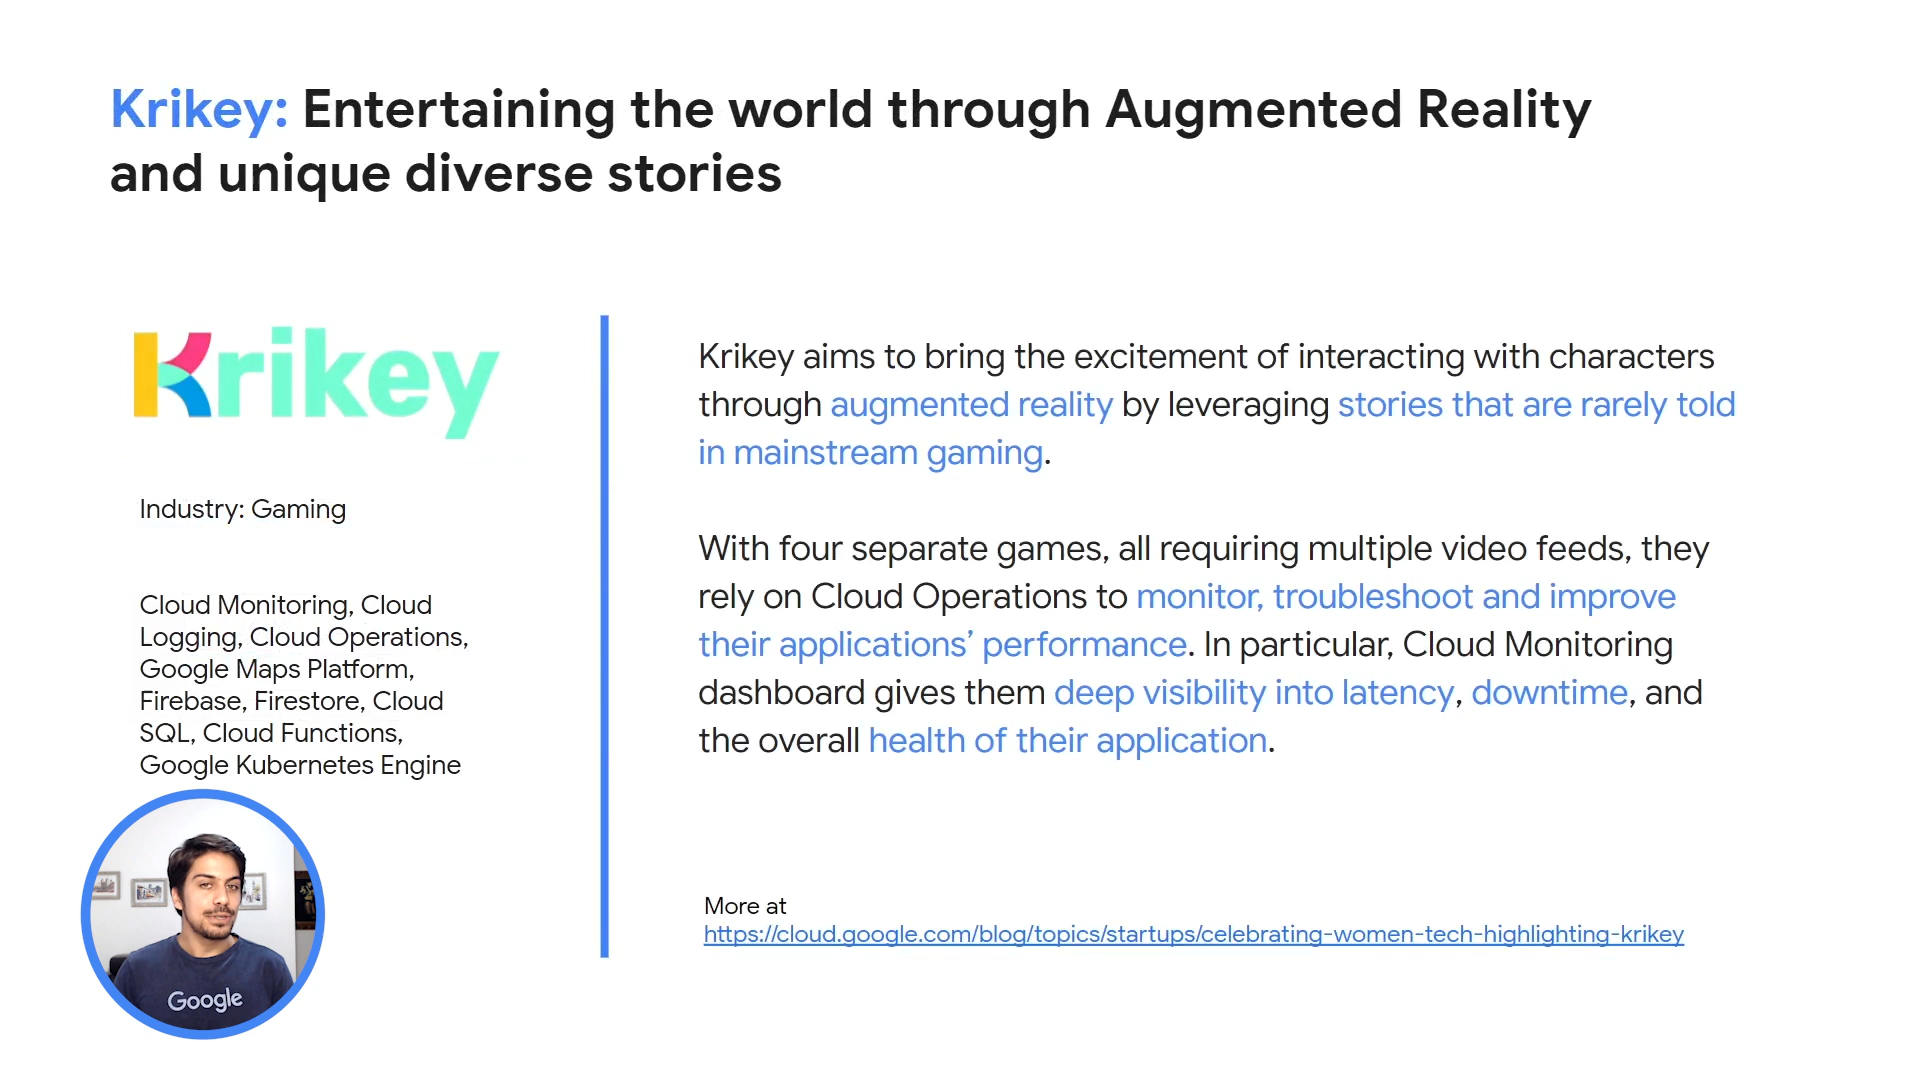 Krikey: Entertaining the world through Augmented Reality
and unique diverse stories
Krikey
Industry: Gaming
Cloud Monitoring, Cloud
Logging, Cloud Operations,
Google Maps Platform,
Firebase, Firestore, Cloud
SQL, Cloud Functions,
Google Kubernetes Engine
Google
Krikey aims to bring the excitement of interacting with characters
through augmented reality by leveraging stories that are rarely told
in mainstream gaming.
With four separate games, all requiring multiple video feeds, they
rely on Cloud Operations to monitor, troubleshoot and improve
their applications’ performance. In particular, Cloud Monitoring
dashboard gives them deep visibility into latency, downtime, and
the overall health of their application.
More at
https://cloud.google.com/blog/topics/startups/celebrating-women-tech-highlighting-krikey